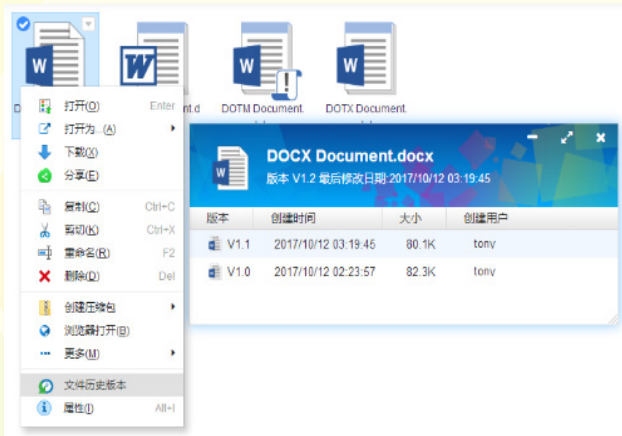 DOTM Document.
DOTX Document.
打开(O) Enter
打开为...(A)
下载(X)
分享(E)
复制(C) Ctrl+C
剪切(K) Ctrl+X
重命名(R) F2
删除(D) Del
创建压缩包
浏览器打开(B)
更多(M)
文件历史版本
属性(I) Alt+I
DOCX Document.docx
版本 V1.2 最后修改日期:2017/10/12 03:19:45
版本 创建时间 大小 创建用户
V1.1 2017/10/12 03:19:45 80.1K tony
V1.0 2017/10/12 02:23:57 82.3K tony